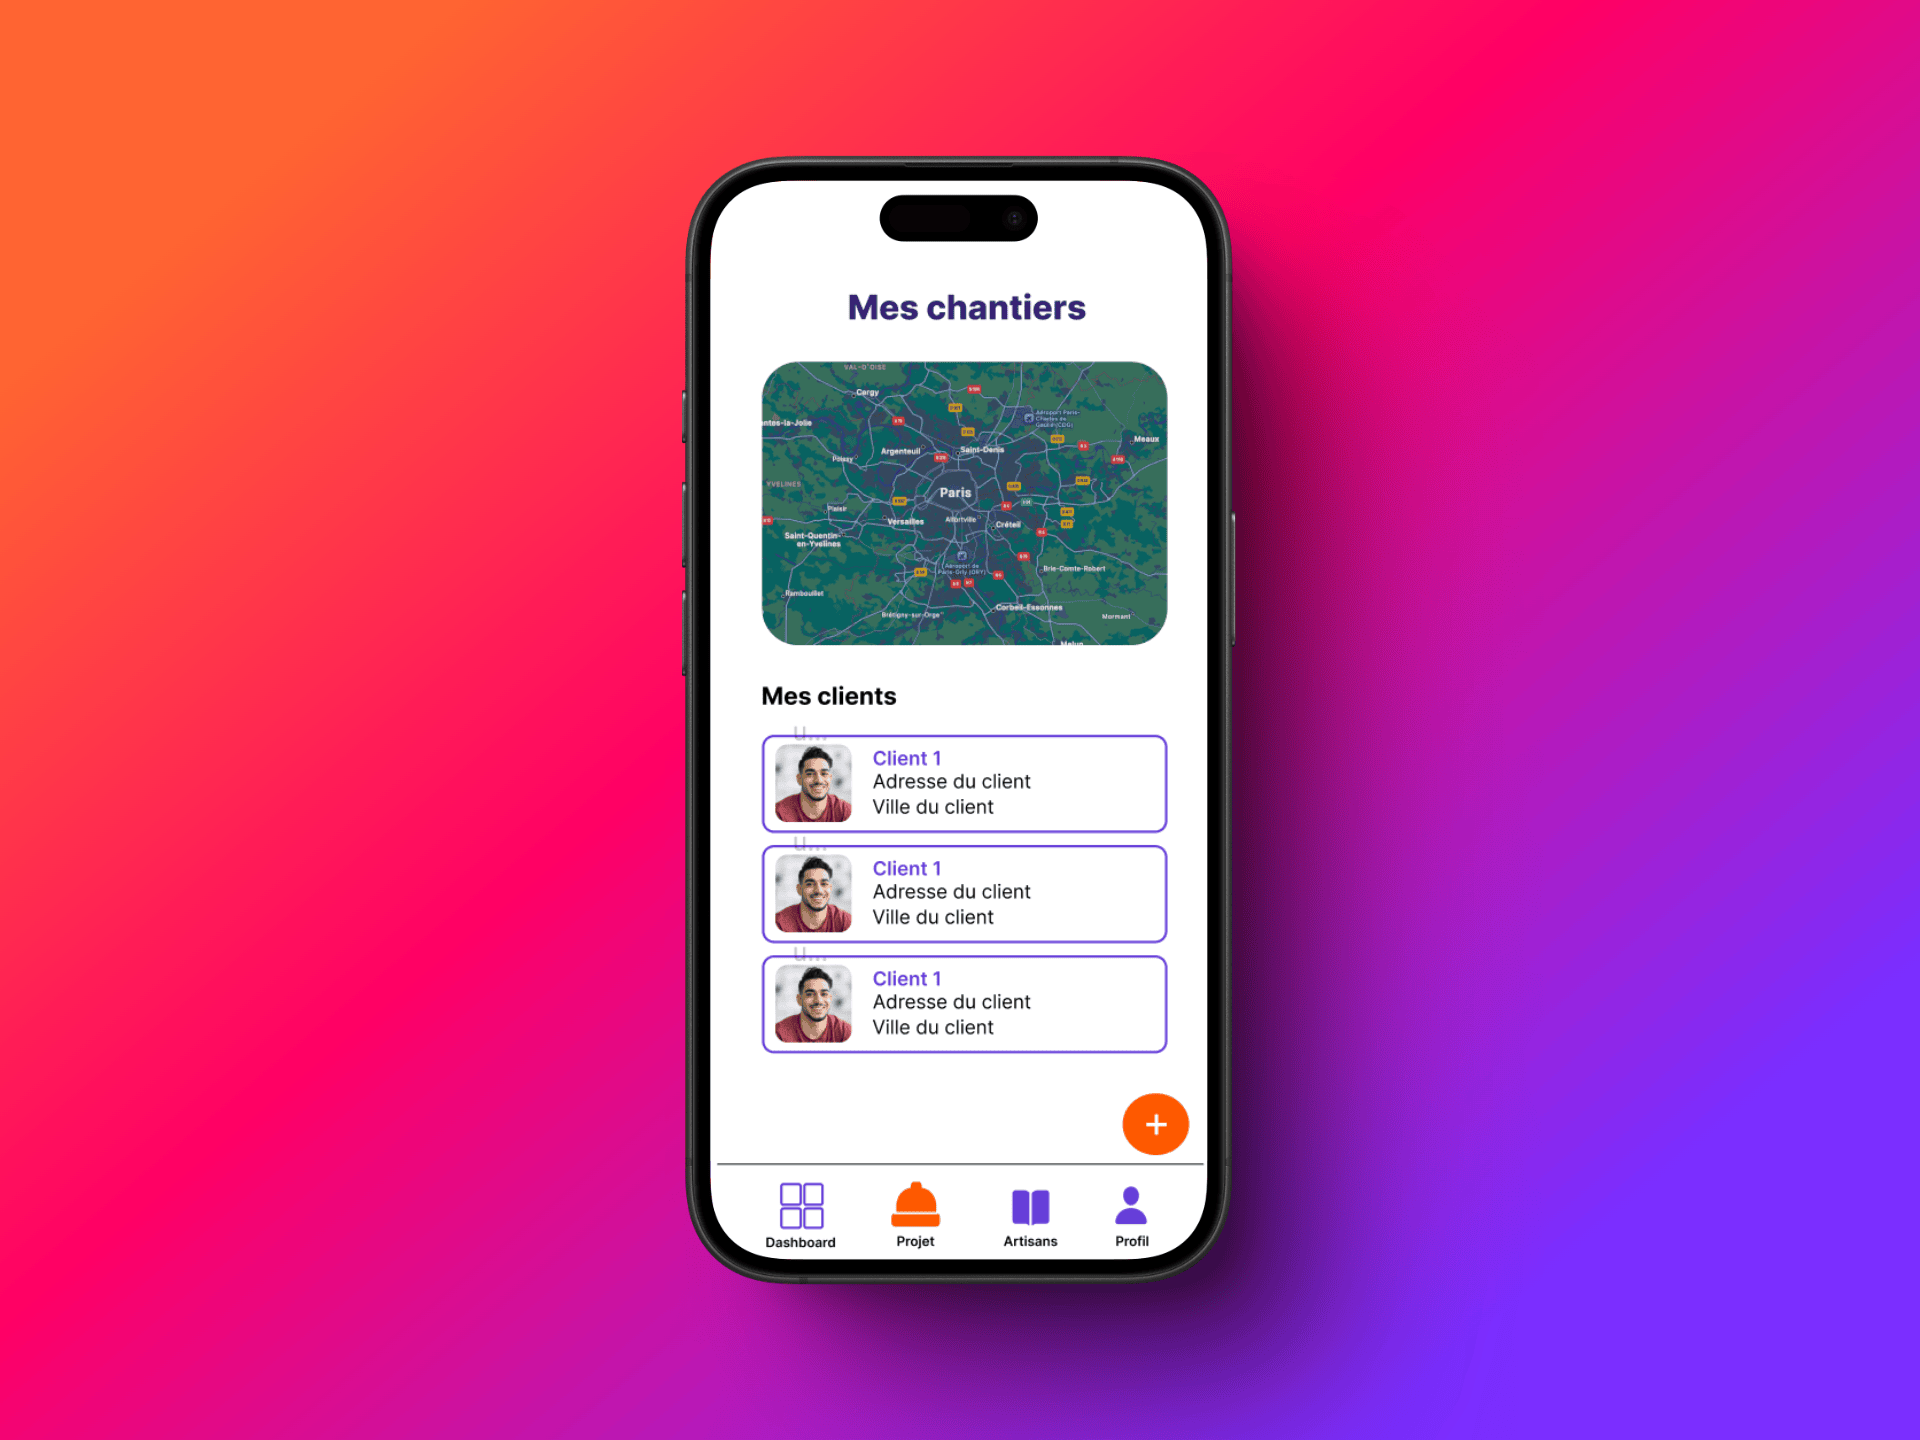 Mes chantiers
VAL-D'OISE
Cergy
Aéroport Paris-
Charles de
Gaulle (CDG)
antes-la-Jolie
Meaux
Argenteuil
Saint-Denis
Poissy
YVELINES
Paris
Plaisir
Versailles
Alfortville
Créteil
Saint-Quentin-
en-Yvelines
Aéroport de
Paris-Orly (ORY)
Brie-Comte-Robert
Rambouillet
Corbeil-Essonnes
Brétigny-sur-Orge
Mormant
Melun
Mes clients
u...
Client 1
Adresse du client
Ville du client
u...
Client 1
Adresse du client
Ville du client
u...
Client 1
Adresse du client
Ville du client
+
Dashboard
Projet
Artisans
Profil